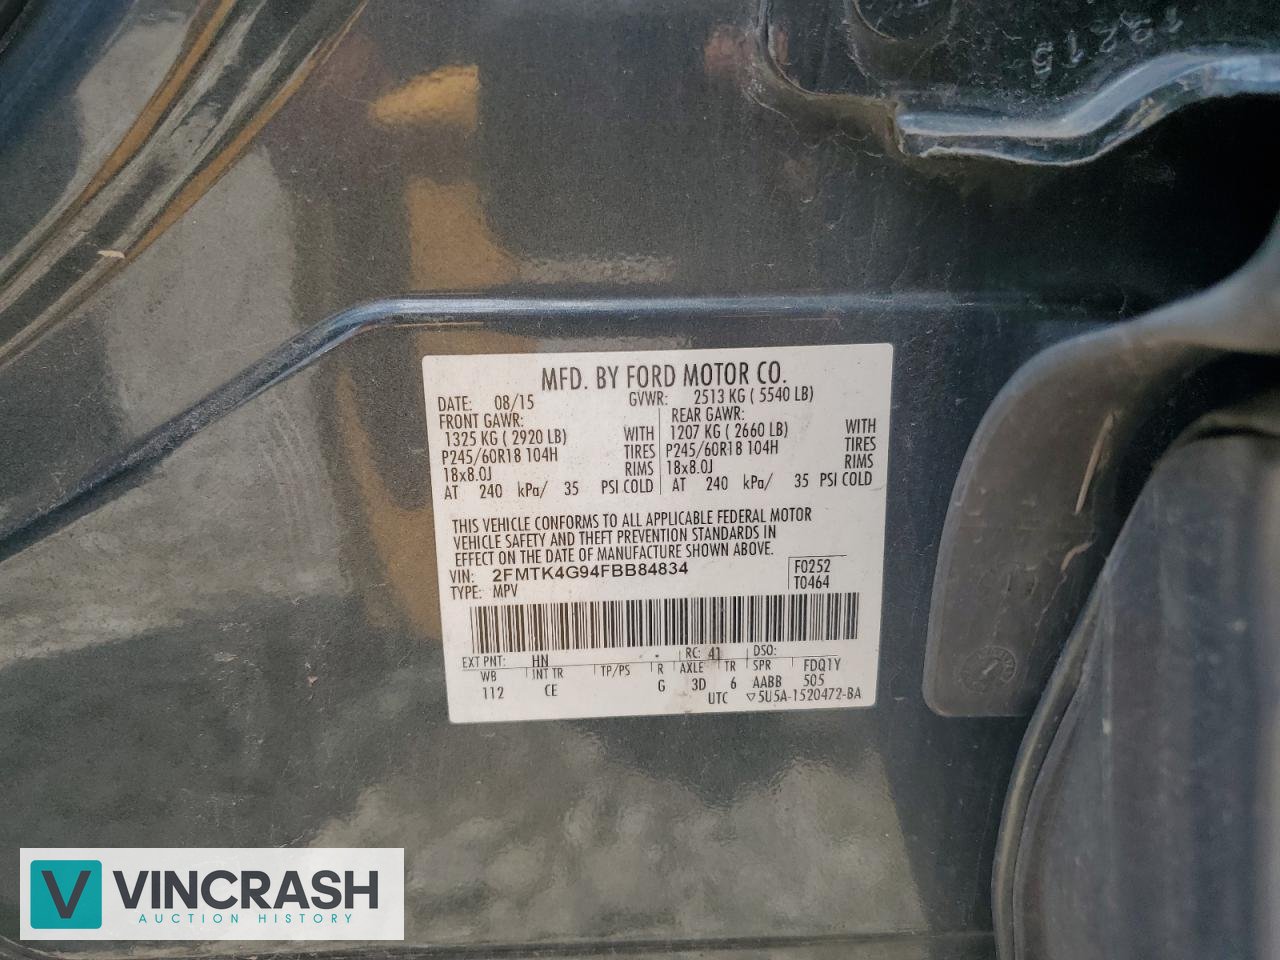 13215
MFD. BY FORD MOTOR CO.
DATE: 08/15 GVWR: 2513 KG ( 5540 LB)
FRONT GAWR: REAR GAWR:
1325 KG ( 2920 LB) WITH 1207 KG ( 2660 LB) WITH
P245/60R18 104H TIRES P245/60R18 104H TIRES
18x8.0J RIMS 18x8.0J RIMS
AT 240 kPa/ 35 PSI COLD AT 240 kPa/ 35 PSI COLD
THIS VEHICLE CONFORMS TO ALL APPLICABLE FEDERAL MOTOR
VEHICLE SAFETY AND THEFT PREVENTION STANDARDS IN
EFFECT ON THE DATE OF MANUFACTURE SHOWN ABOVE.
VIN: 2FMTK4G94FBB84834 F0252
TYPE: MPV T0464
EXT PNT: HN RC: 41 DSO:
WB INT TR TP/PS R AXLE TR SPR FDQ1Y
112 CE G 3D 6 AABB 505
UTC ▽5U5A-1520472-BA
V VINCRASH
AUCTION HISTORY